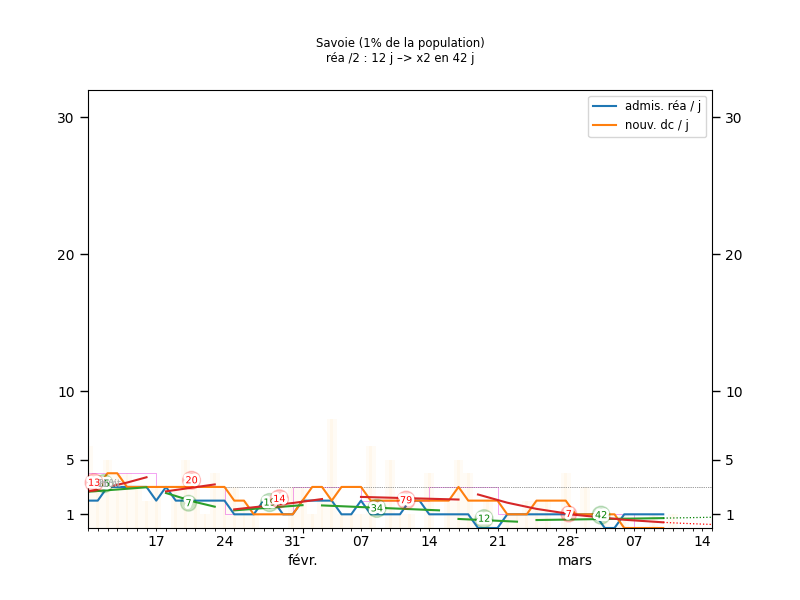 Savoie (1% de la population)
réa /2 : 12 j –> x2 en 42 j
admis. réa / j
nouv. dc / j
30 30
20 20
10 10
5 5
1 1
13 20 7 14 34 79 12 7 42
17 24 31 07 14 21 28 07 14
févr. mars